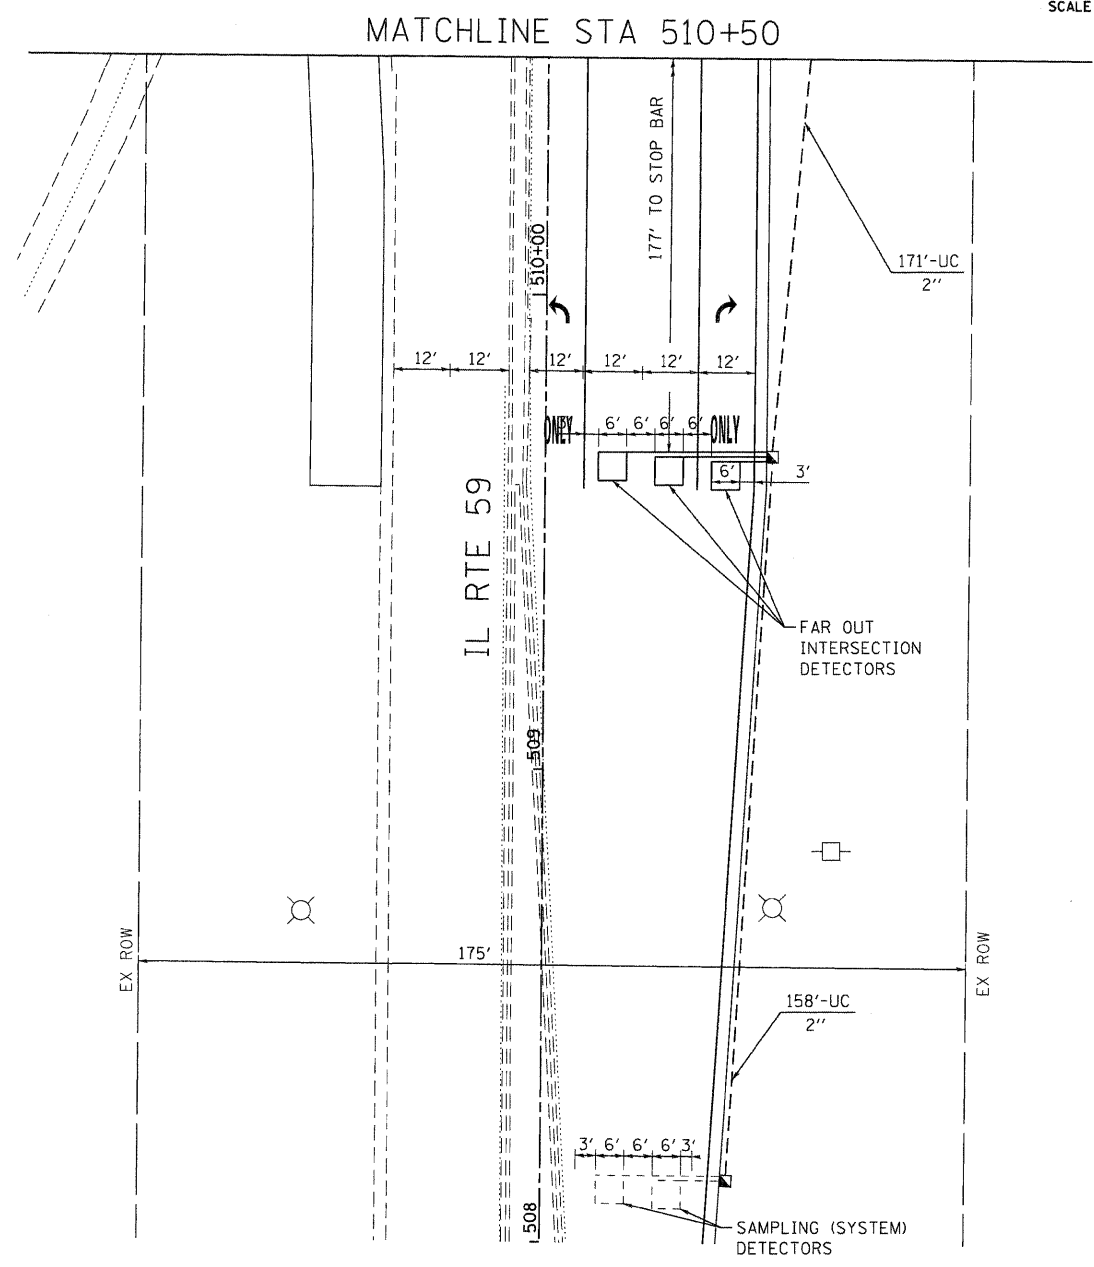 SCALE
MATCHLINE STA 510+50
177' TO STOP BAR
510+00
171'-UC
2"
12' 12' 12' 12' 12' 12'
ONLY 6' 6' 6' 6' ONLY
6' 3'
IL RTE 59
FAR OUT
INTERSECTION
DETECTORS
509
EX ROW
175'
EX ROW
158'-UC
2"
3' 6' 6' 6' 3'
508
SAMPLING (SYSTEM)
DETECTORS